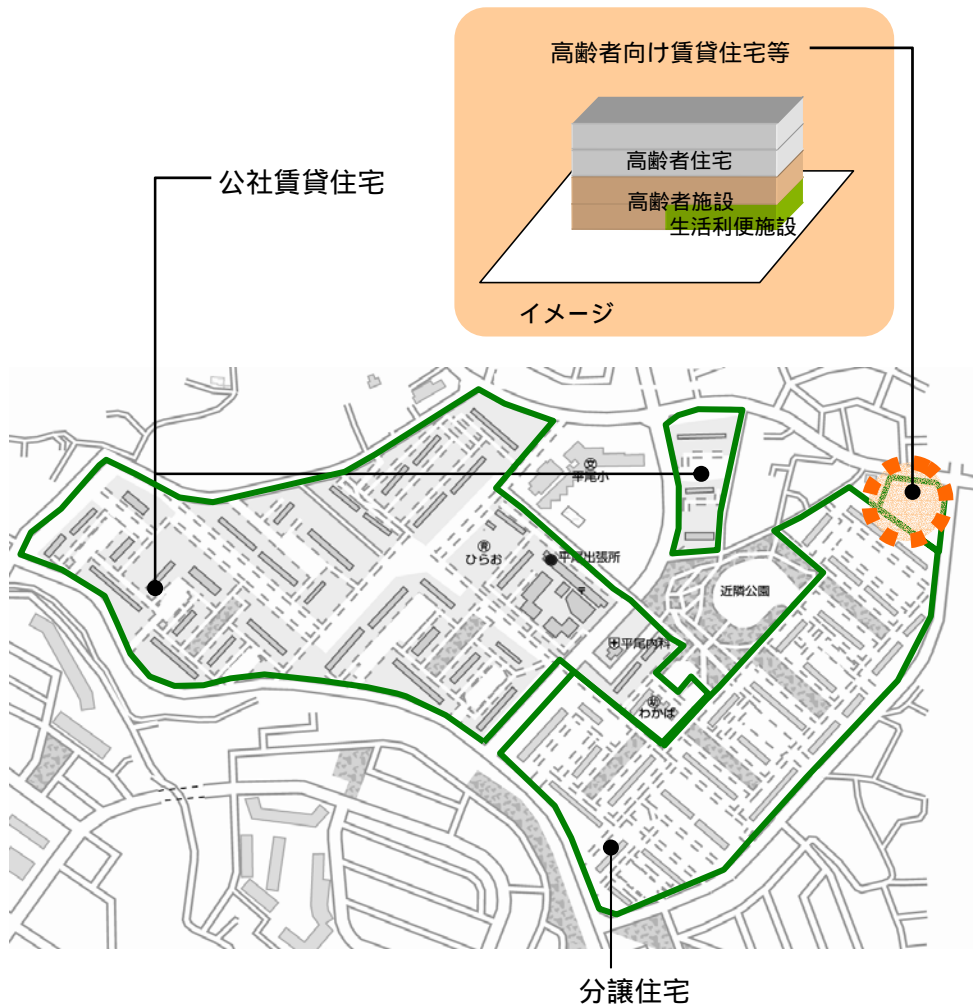 高齢者向け賃貸住宅等
高齢者住宅
高齢者施設
生活利便施設
イメージ
公社賃貸住宅
平尾小
ひらお
平尾出張所
近隣公園
平尾内科
わかば
分譲住宅